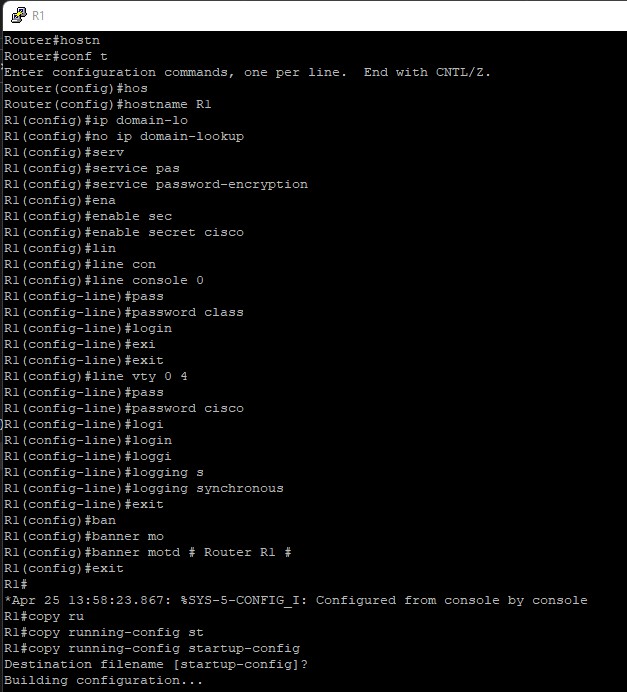 R1
Router#hostn
Router#conf t
Enter configuration commands, one per line.  End with CNTL/Z.
Router(config)#hos
Router(config)#hostname R1
R1(config)#ip domain-lo
R1(config)#no ip domain-lookup
R1(config)#serv
R1(config)#service pas
R1(config)#service password-encryption
R1(config)#ena
R1(config)#enable sec
R1(config)#enable secret cisco
R1(config)#lin
R1(config)#line con
R1(config)#line console 0
R1(config-line)#pass
R1(config-line)#password class
R1(config-line)#login
R1(config-line)#exi
R1(config-line)#exit
R1(config)#line vty 0 4
R1(config-line)#pass
R1(config-line)#password cisco
R1(config-line)#logi
R1(config-line)#login
R1(config-line)#loggi
R1(config-line)#logging s
R1(config-line)#logging synchronous
R1(config-line)#exit
R1(config)#ban
R1(config)#banner mo
R1(config)#banner motd # Router R1 #
R1(config)#exit
R1#
*Apr 25 13:58:23.867: %SYS-5-CONFIG_I: Configured from console by console
R1#copy ru
R1#copy running-config st
R1#copy running-config startup-config
Destination filename [startup-config]?
Building configuration...